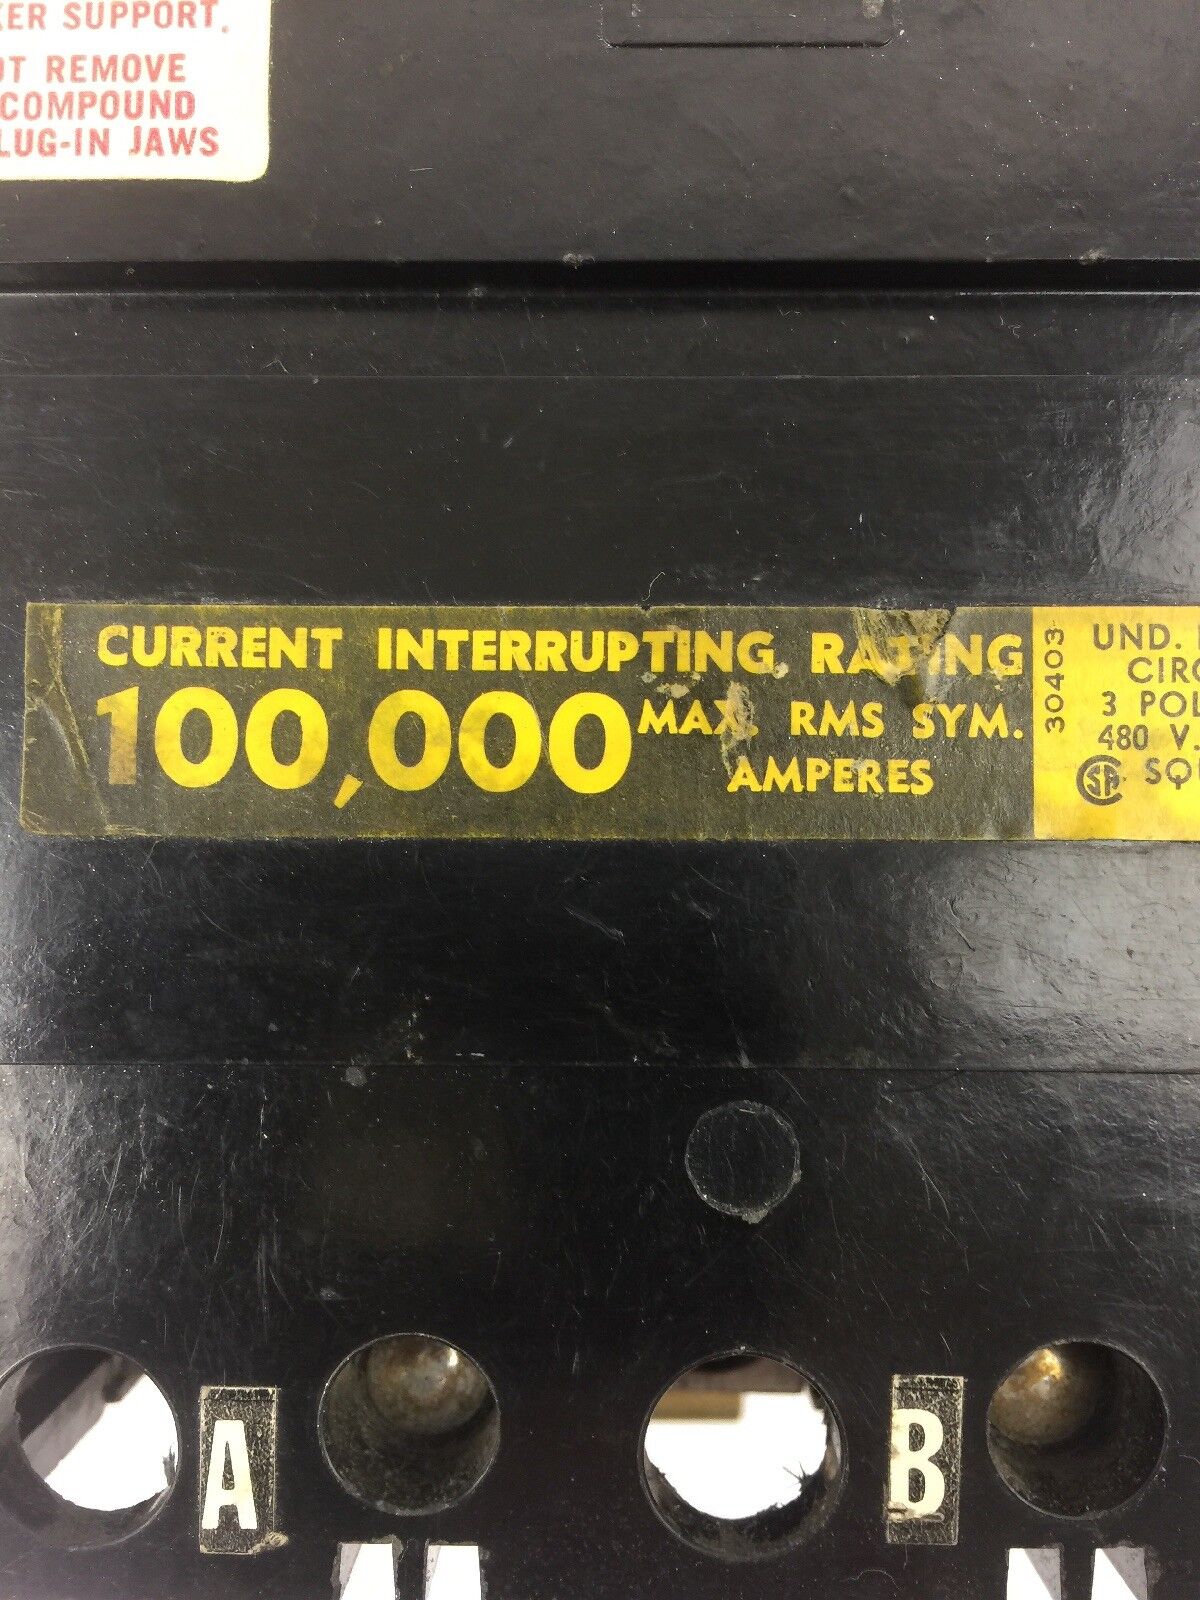 KER SUPPORT.
REMOVE
COMPOUND
LUG-IN JAWS
CURRENT INTERRUPTING RATING
100,000 MAX. RMS SYM.
AMPERES
30403
UND.
CIRC
3 POL
480 V.
CSA SQU
A
B